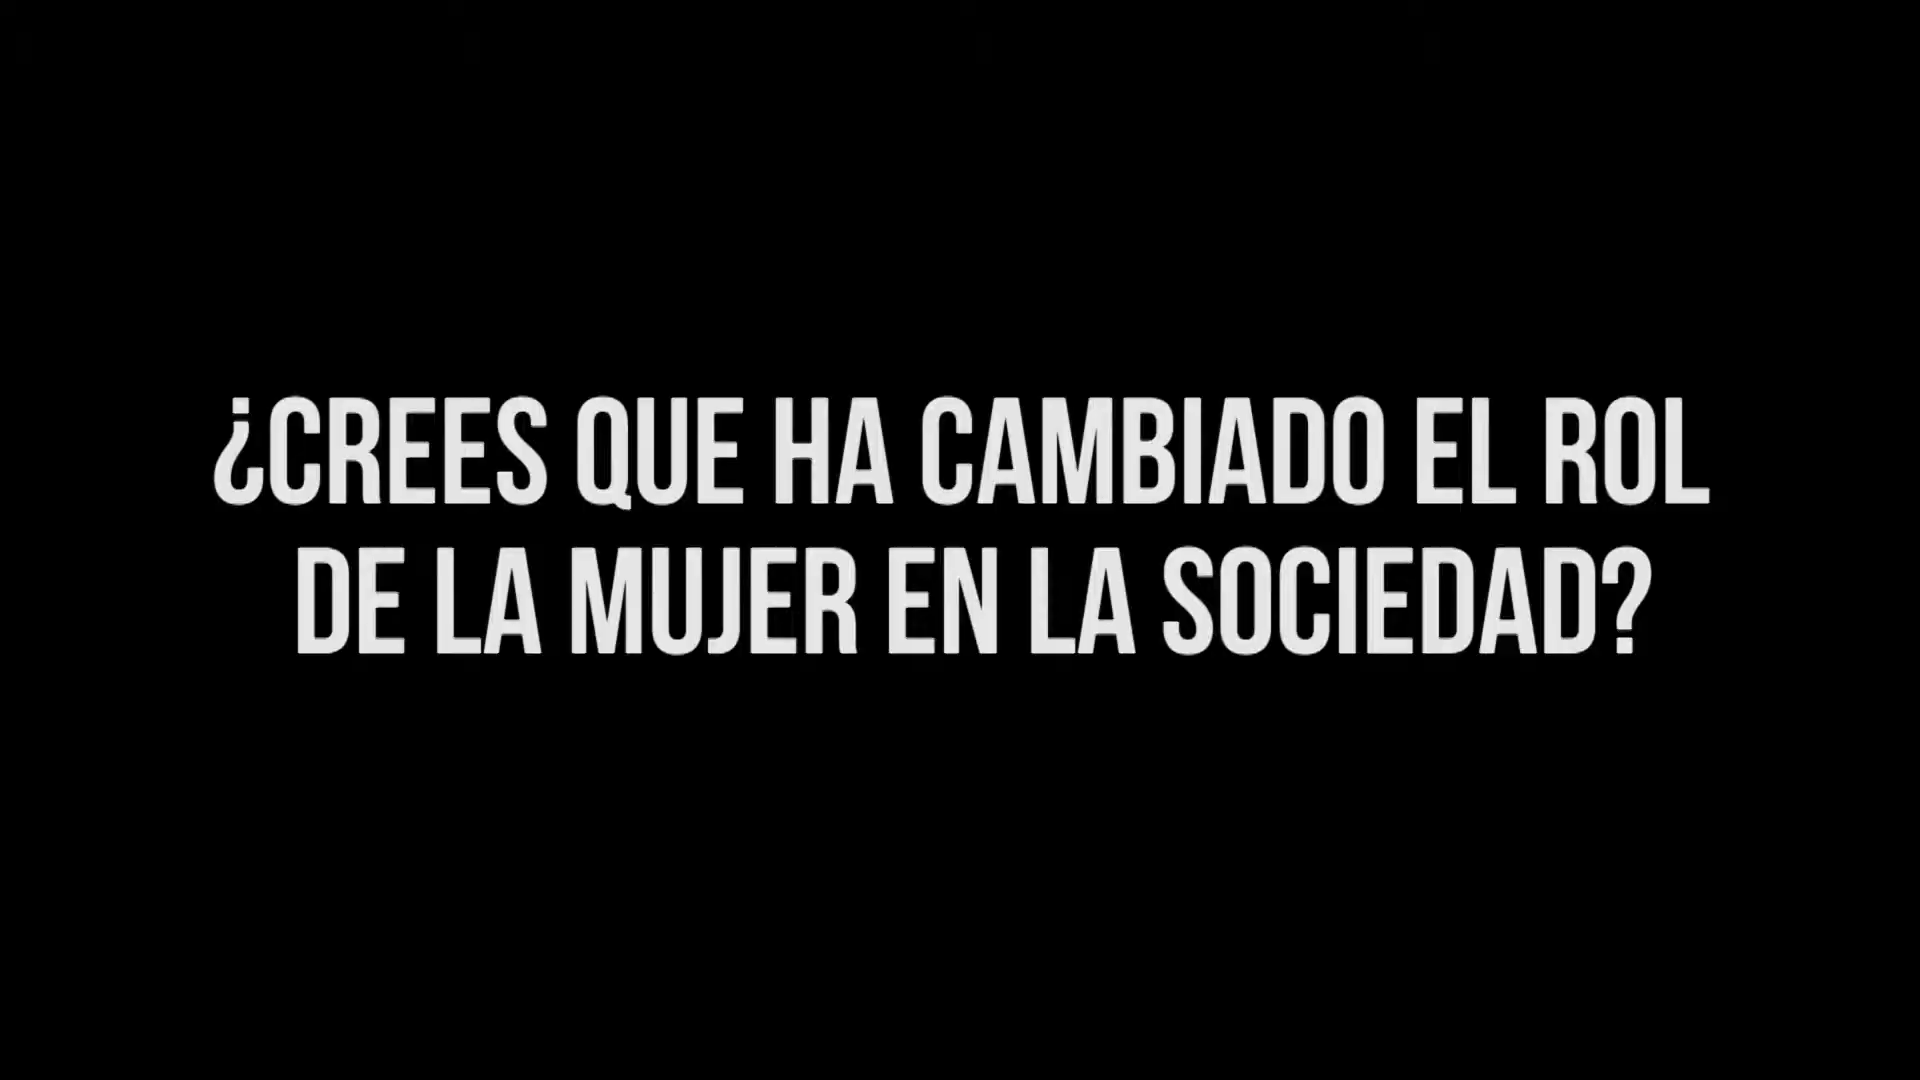 ¿CREES QUE HA CAMBIADO EL ROL
DE LA MUJER EN LA SOCIEDAD?